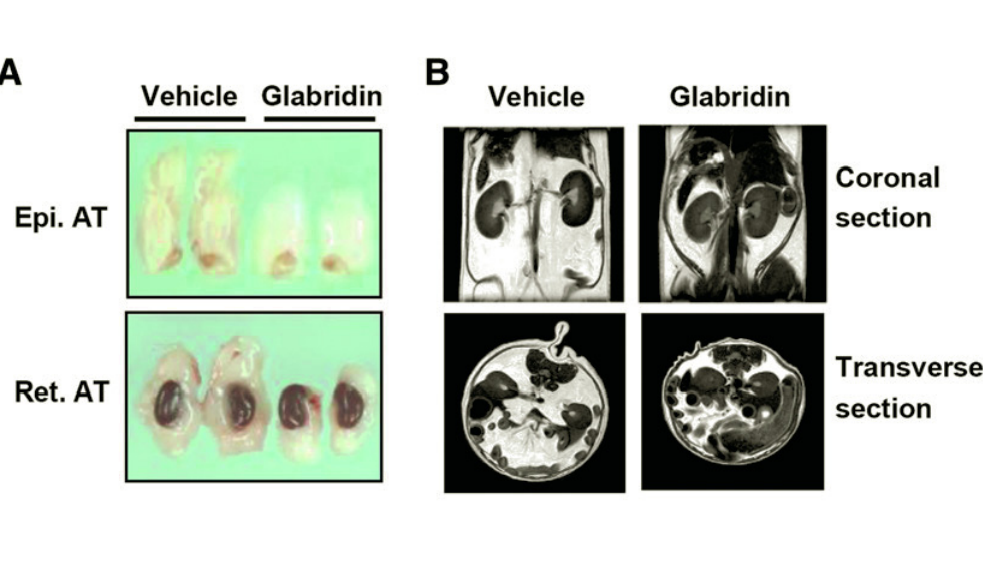 A
Vehicle Glabridin
Epi. AT
Ret. AT
B
Vehicle Glabridin
Coronal
section
Transverse
section